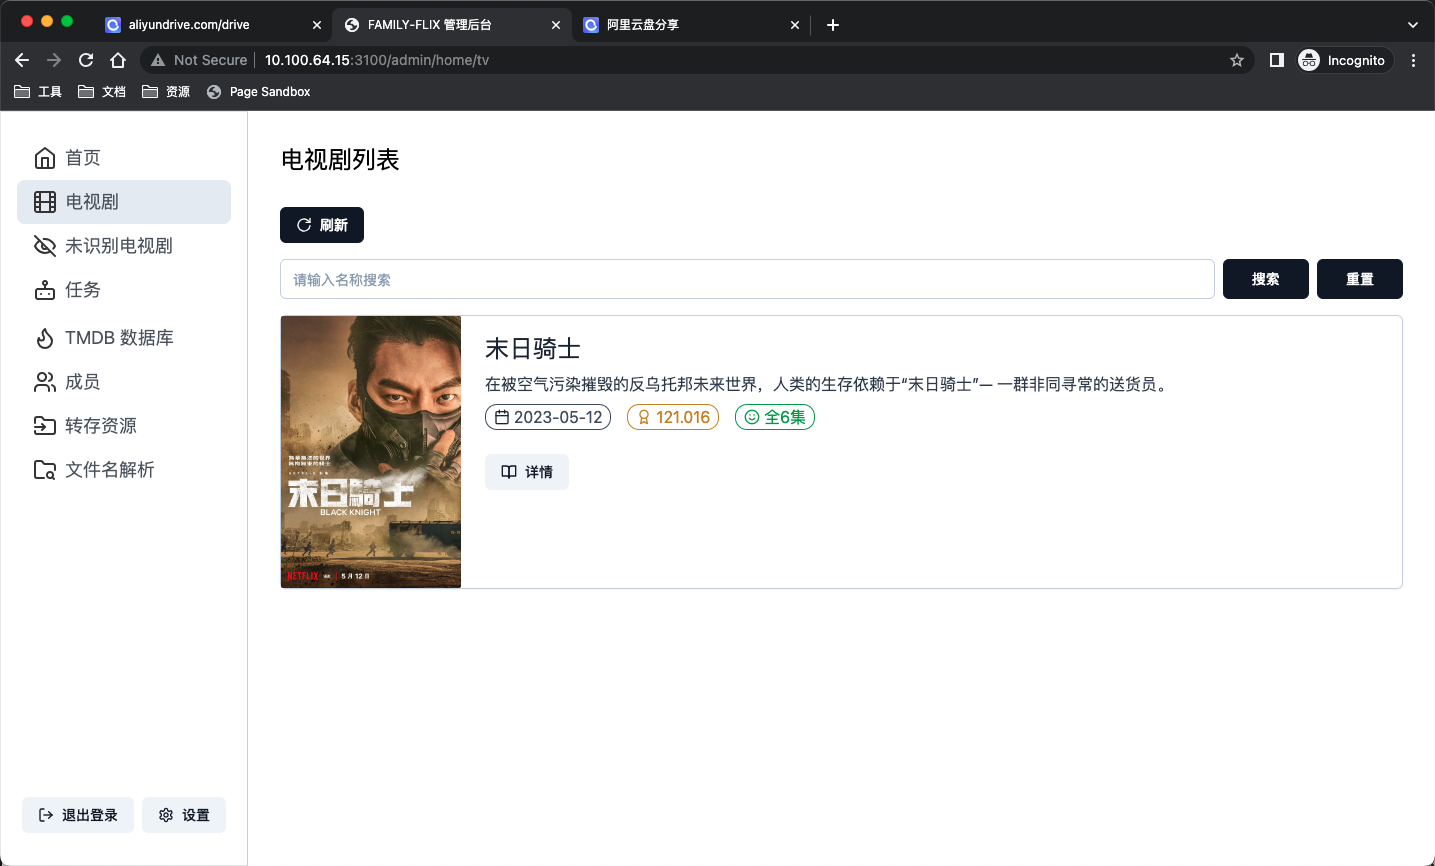 aliyundrive.com/drive
FAMILY-FLIX 管理后台
阿里云盘分享
Not Secure
10.100.64.15:3100/admin/home/tv
Incognito
工具
文档
资源
Page Sandbox
首页
电视剧
未识别电视剧
任务
TMDB 数据库
成员
转存资源
文件名解析
退出登录
设置
电视剧列表
刷新
请输入名称搜索
搜索
重置
末日骑士
BLACK KNIGHT
NETFLIX
5月12日
末日骑士
在被空气污染摧毁的反乌托邦未来世界，人类的生存依赖于“末日骑士”— 一群非同寻常的送货员。
2023-05-12
121.016
全6集
详情